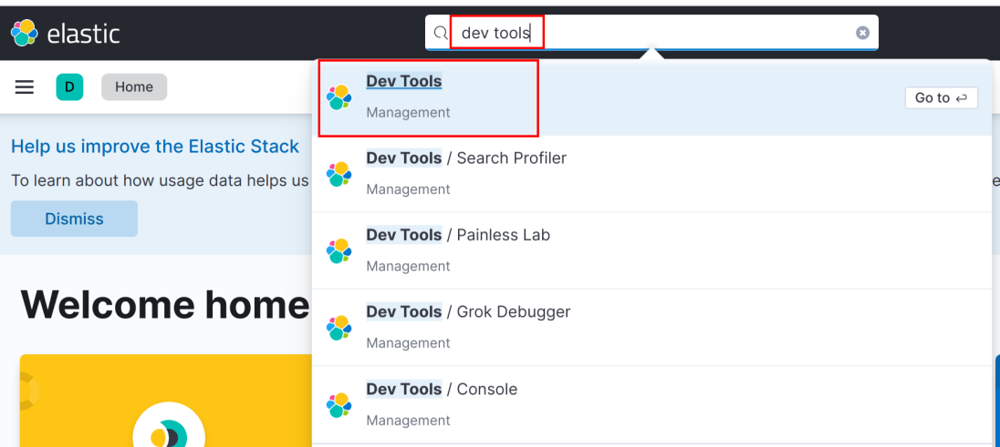 elastic
dev tools
D
Home
Dev Tools
Management
Go to
Help us improve the Elastic Stack
To learn about how usage data helps us
Dismiss
Dev Tools / Search Profiler
Management
Dev Tools / Painless Lab
Management
Welcome home
Dev Tools / Grok Debugger
Management
Dev Tools / Console
Management